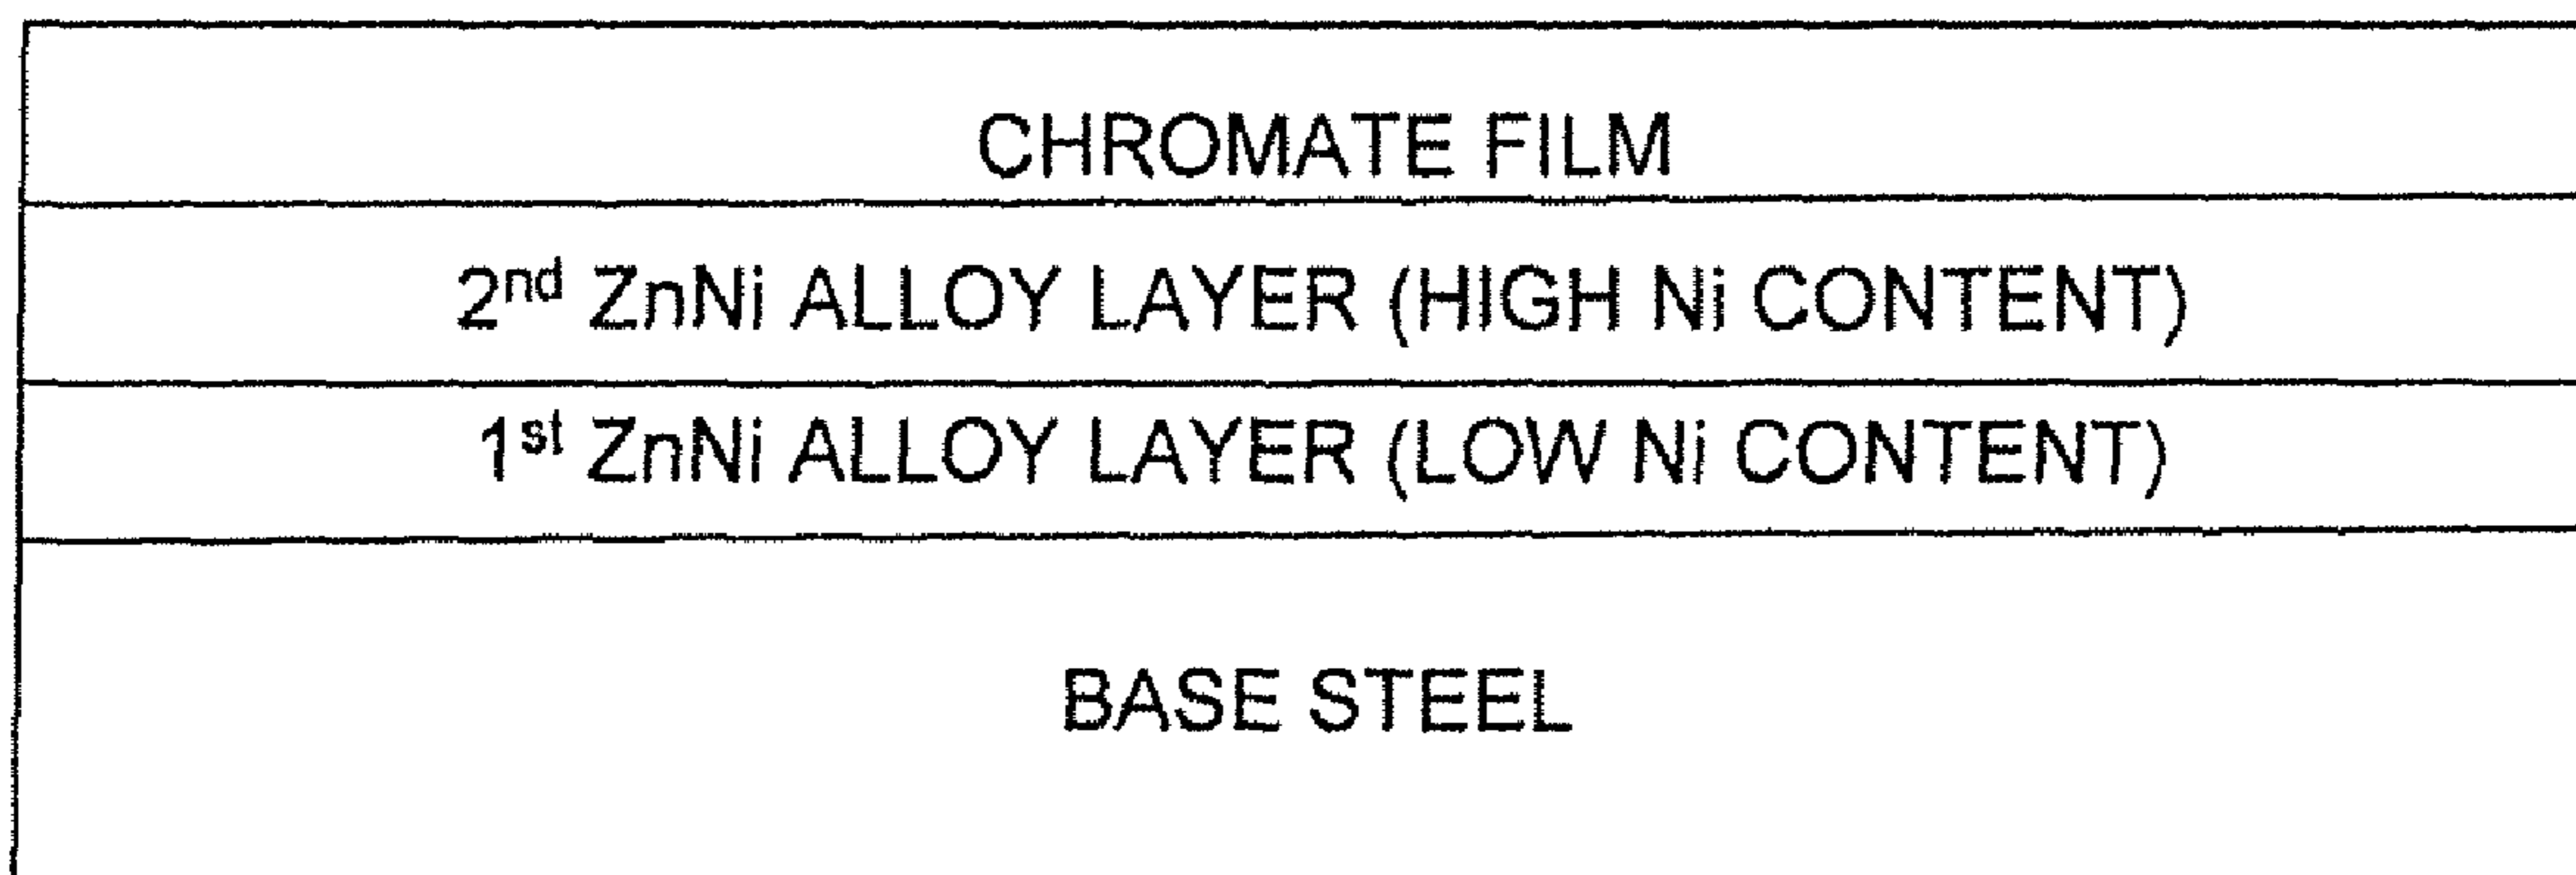 CHROMATE FILM
2nd ZnNi ALLOY LAYER (HIGH Ni CONTENT)
1st ZnNi ALLOY LAYER (LOW Ni CONTENT)
BASE STEEL